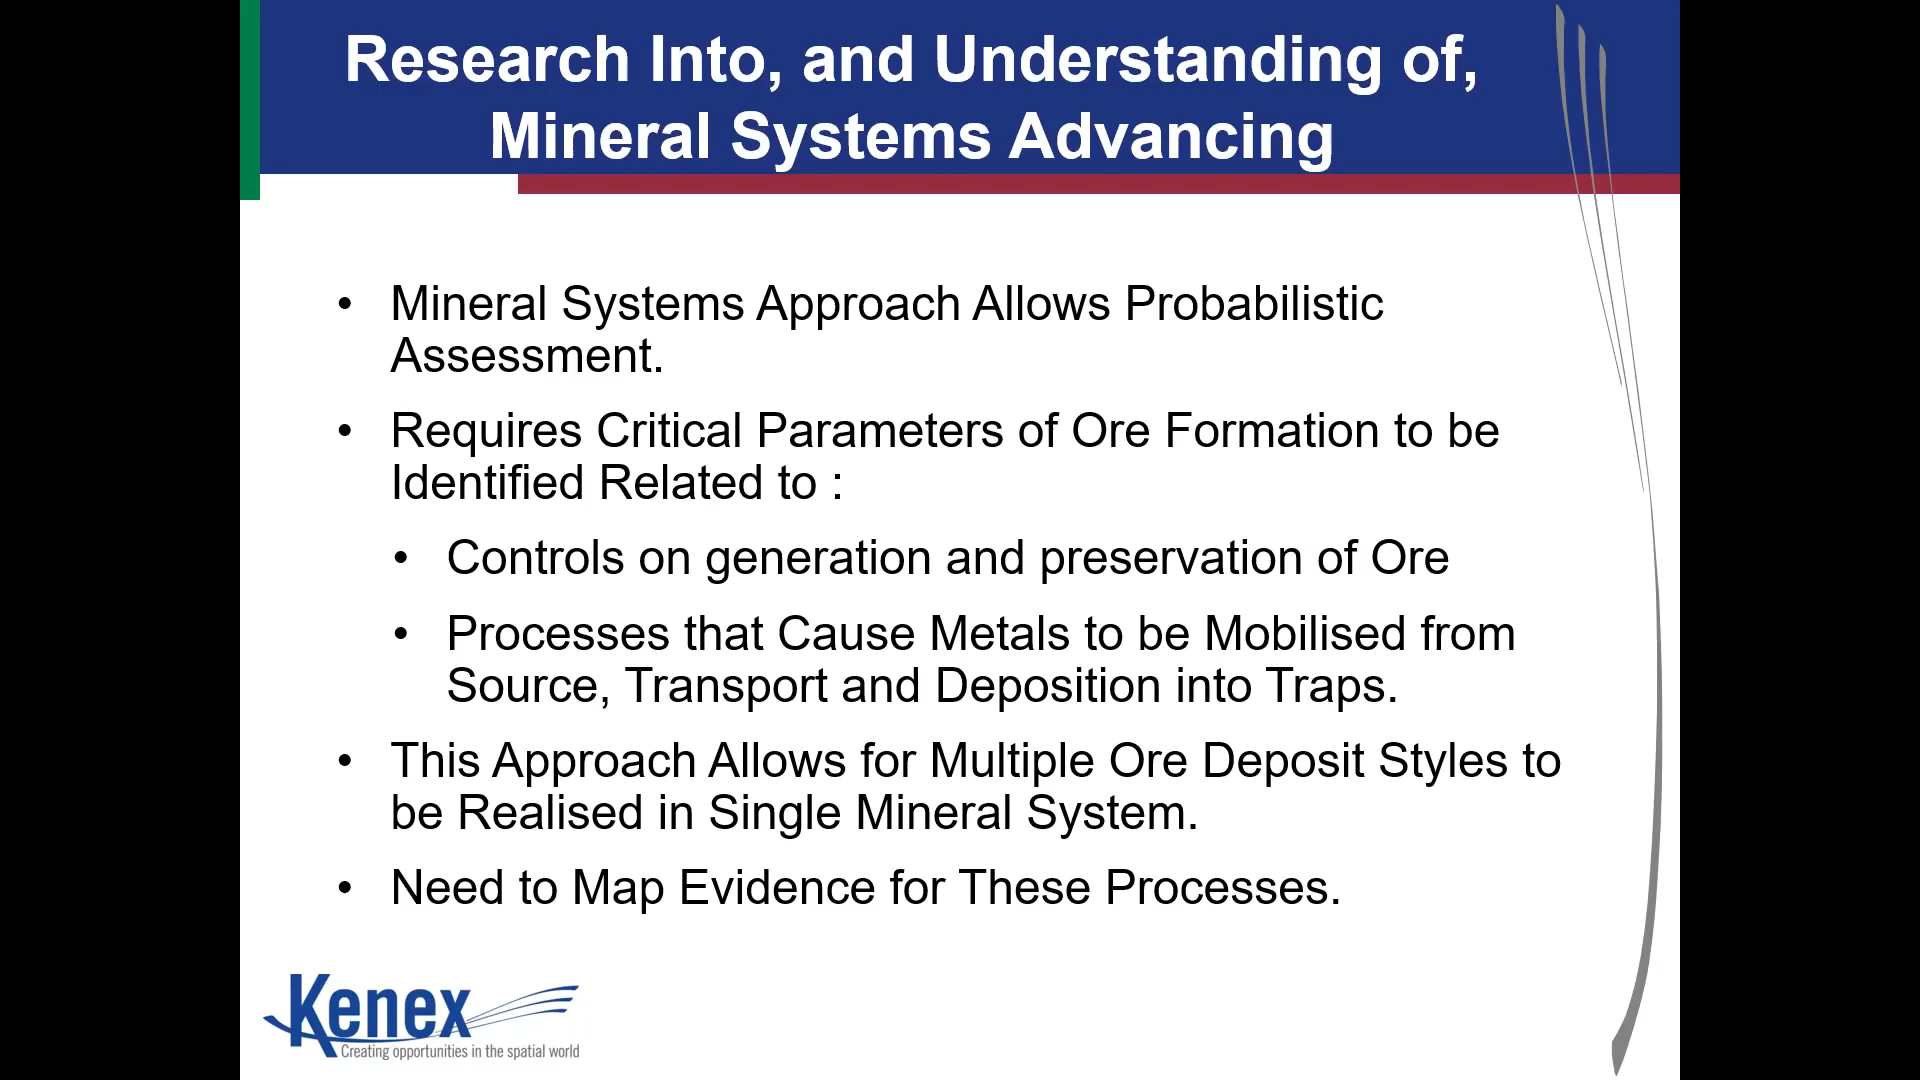 Research Into, and Understanding of,
Mineral Systems Advancing
• Mineral Systems Approach Allows Probabilistic
Assessment.
• Requires Critical Parameters of Ore Formation to be
Identified Related to :
• Controls on generation and preservation of Ore
• Processes that Cause Metals to be Mobilised from
Source, Transport and Deposition into Traps.
• This Approach Allows for Multiple Ore Deposit Styles to
be Realised in Single Mineral System.
• Need to Map Evidence for These Processes.
Kenex
Creating opportunities in the spatial world